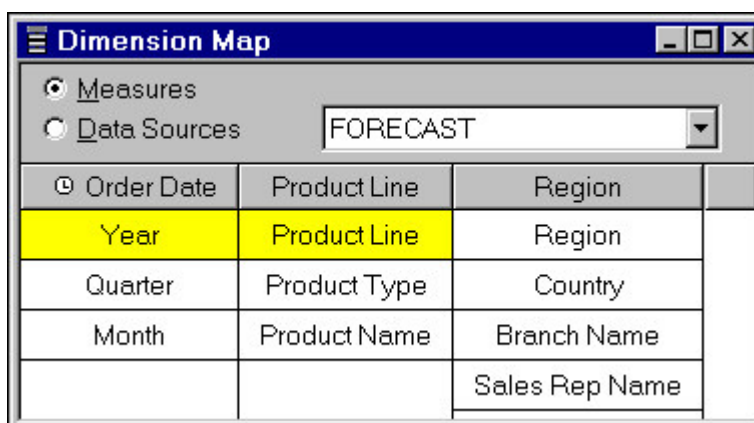 Dimension Map
Measures
Data Sources FORECAST
Order Date Product Line Region
Year Product Line Region
Quarter Product Type Country
Month Product Name Branch Name
Sales Rep Name